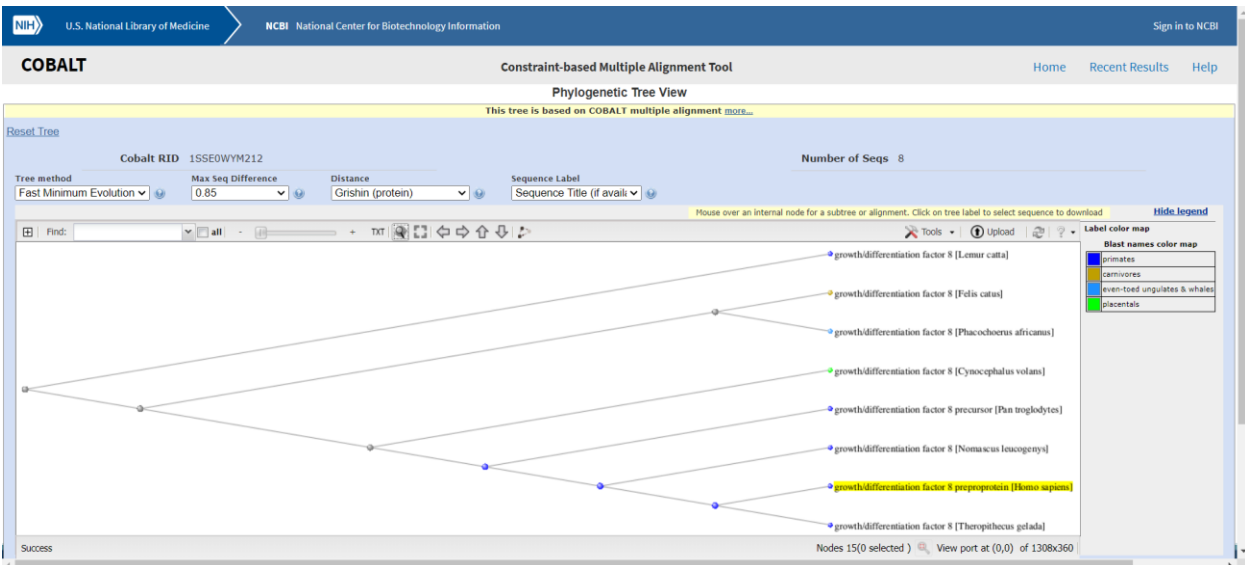 NIH U.S. National Library of Medicine NCBI National Center for Biotechnology Information Sign in to NCBI
COBALT Constraint-based Multiple Alignment Tool Home Recent Results Help
Phylogenetic Tree View
This tree is based on COBALT multiple alignment more...
Reset Tree
Cobalt RID 1SSE0WYM212 Number of Seqs 8
Tree method Max Seq Difference Distance Sequence Label
Fast Minimum Evolution 0.85 Grishin (protein) Sequence Title (if availa
Mouse over an internal node for a subtree or alignment. Click on tree label to select sequence to download Hide legend
Find: all - + TXT Tools Upload ? Label color map
Blast names color map
primates
carnivores
even-toed ungulates & whales
placentals
growth/differentiation factor 8 [Lemur catta]
growth/differentiation factor 8 [Felis catus]
growth/differentiation factor 8 [Phacochoerus africanus]
growth/differentiation factor 8 [Cynocephalus volans]
growth/differentiation factor 8 precursor [Pan troglodytes]
growth/differentiation factor 8 [Nomascus leucogenys]
growth/differentiation factor 8 preproprotein [Homo sapiens]
growth/differentiation factor 8 [Theropithecus gelada]
Success Nodes 15(0 selected ) View port at (0,0) of 1308x360